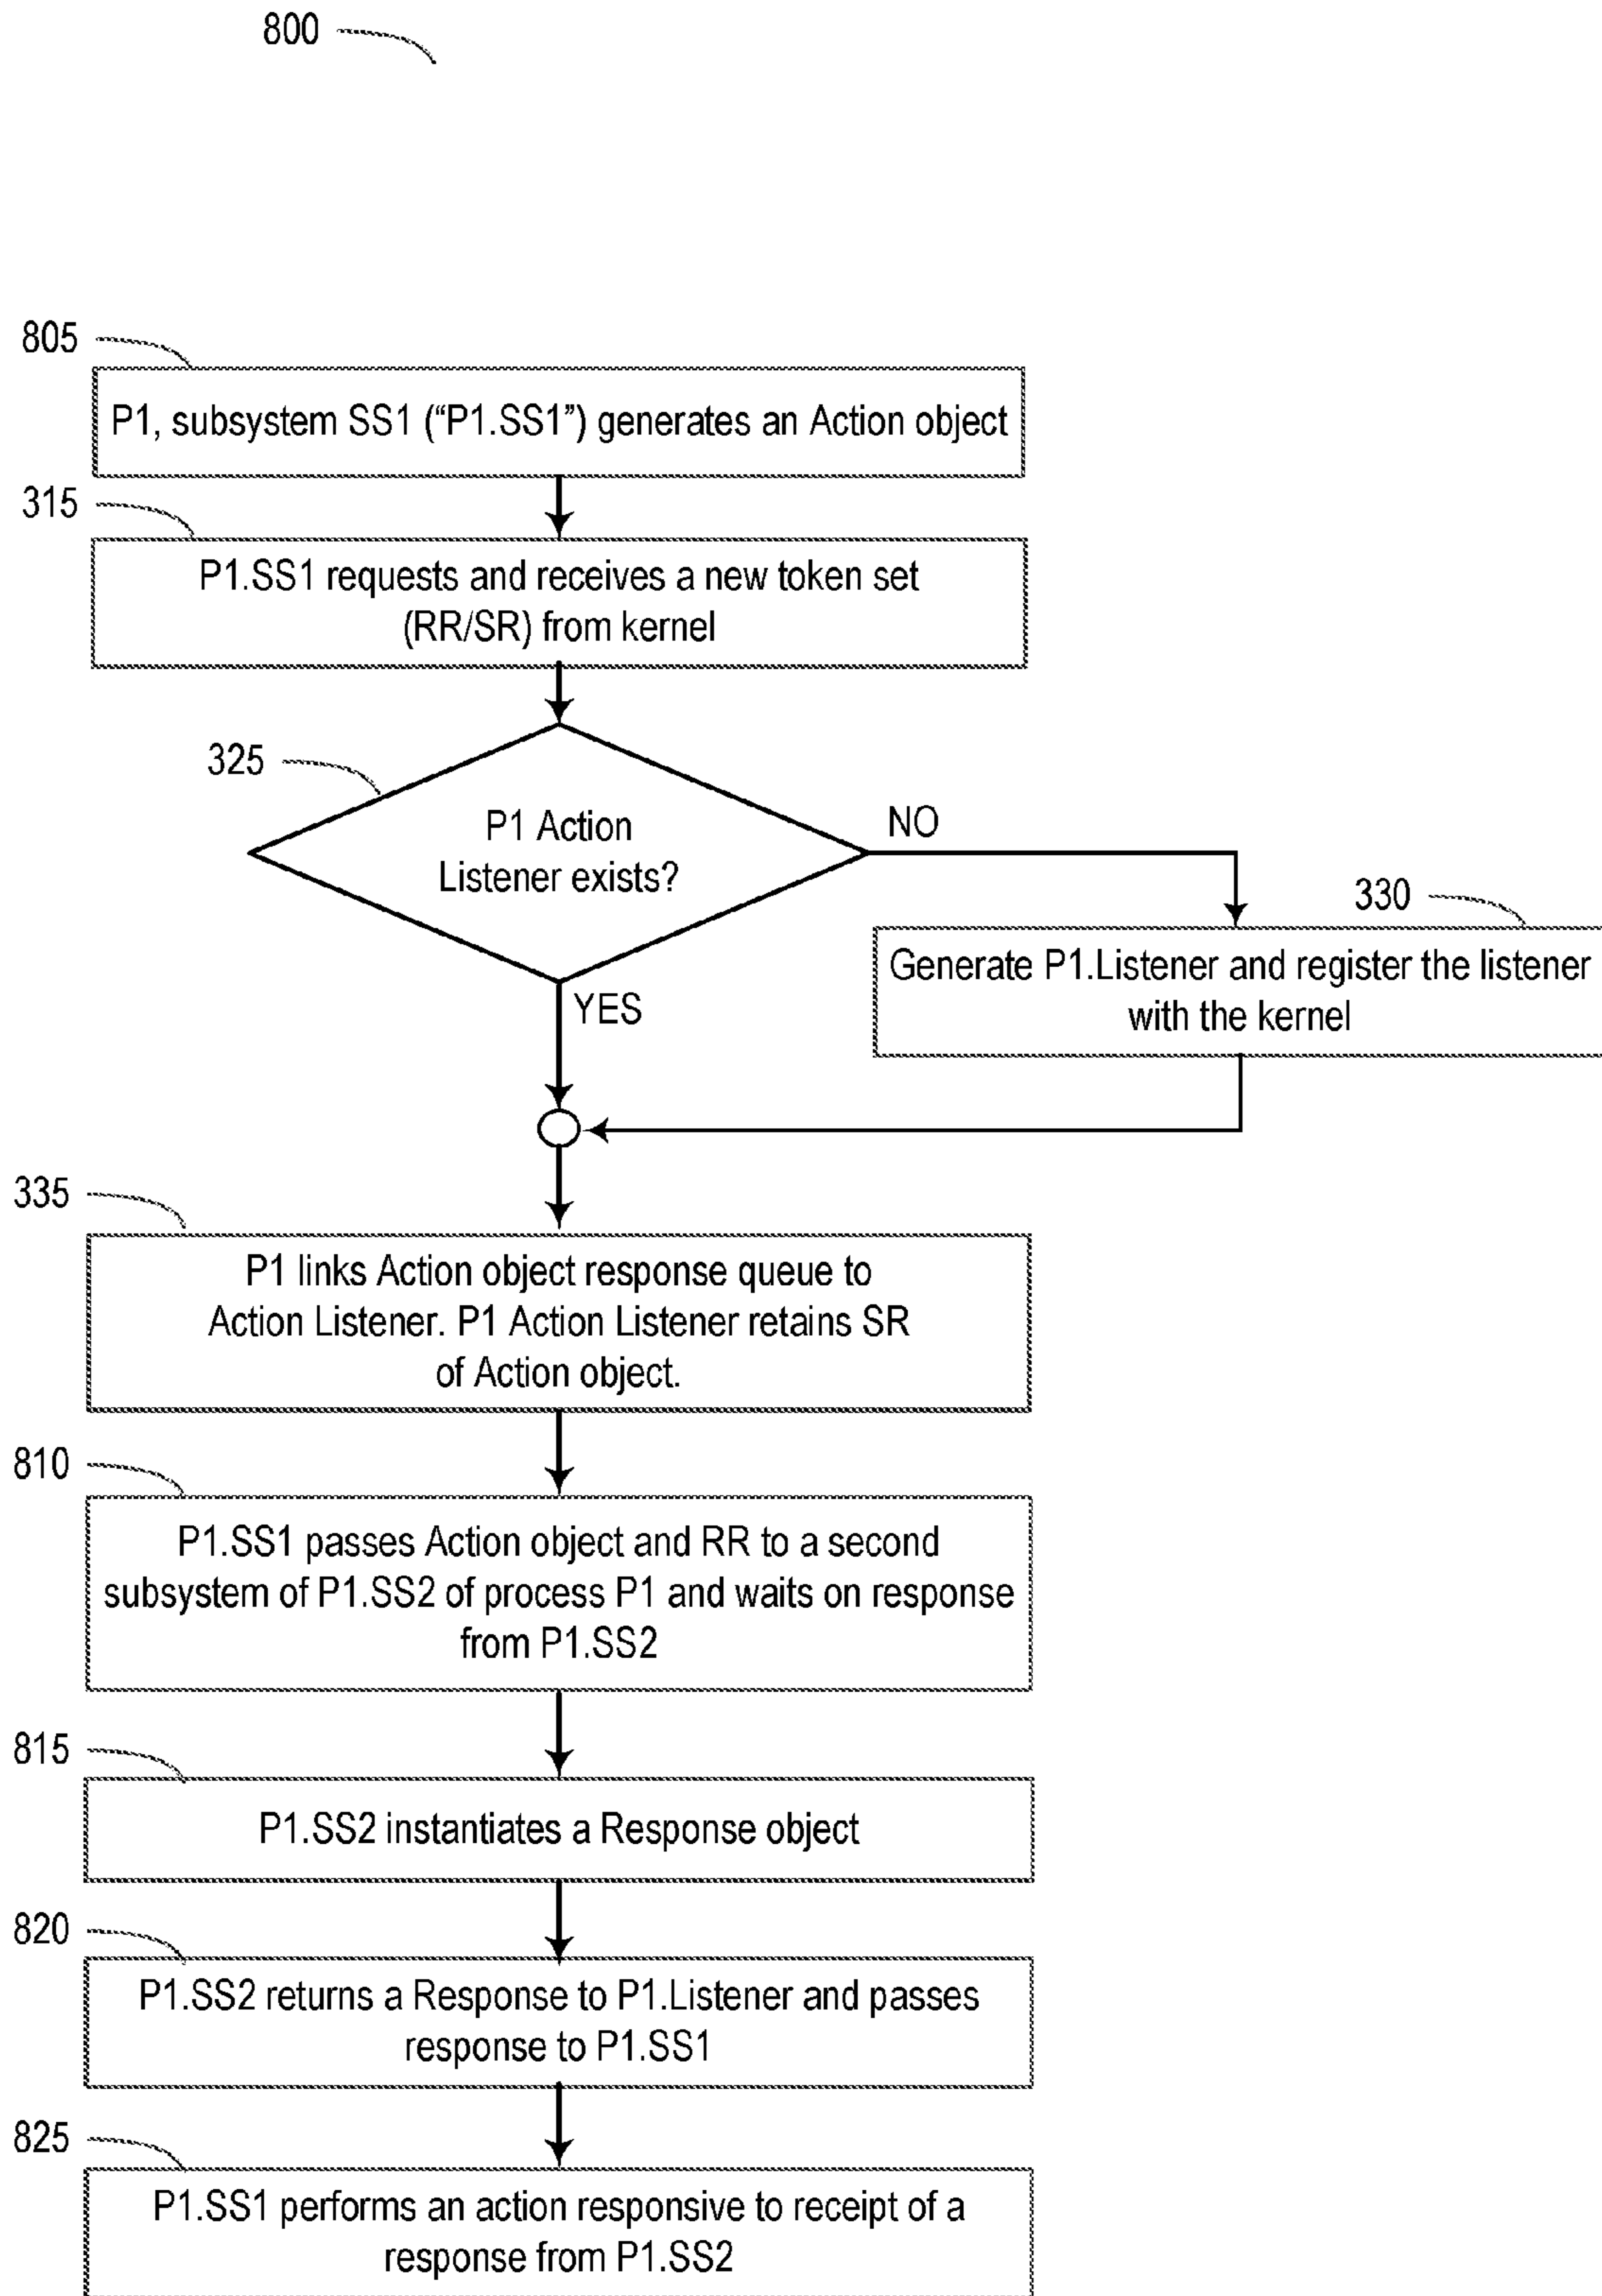 800
805
P1, subsystem SS1 (“P1.SS1”) generates an Action object
315
P1.SS1 requests and receives a new token set
(RR/SR) from kernel
325
P1 Action
Listener exists?
NO
330
Generate P1.Listener and register the listener
with the kernel
YES
335
P1 links Action object response queue to
Action Listener. P1 Action Listener retains SR
of Action object.
810
P1.SS1 passes Action object and RR to a second
subsystem of P1.SS2 of process P1 and waits on response
from P1.SS2
815
P1.SS2 instantiates a Response object
820
P1.SS2 returns a Response to P1.Listener and passes
response to P1.SS1
825
P1.SS1 performs an action responsive to receipt of a
response from P1.SS2